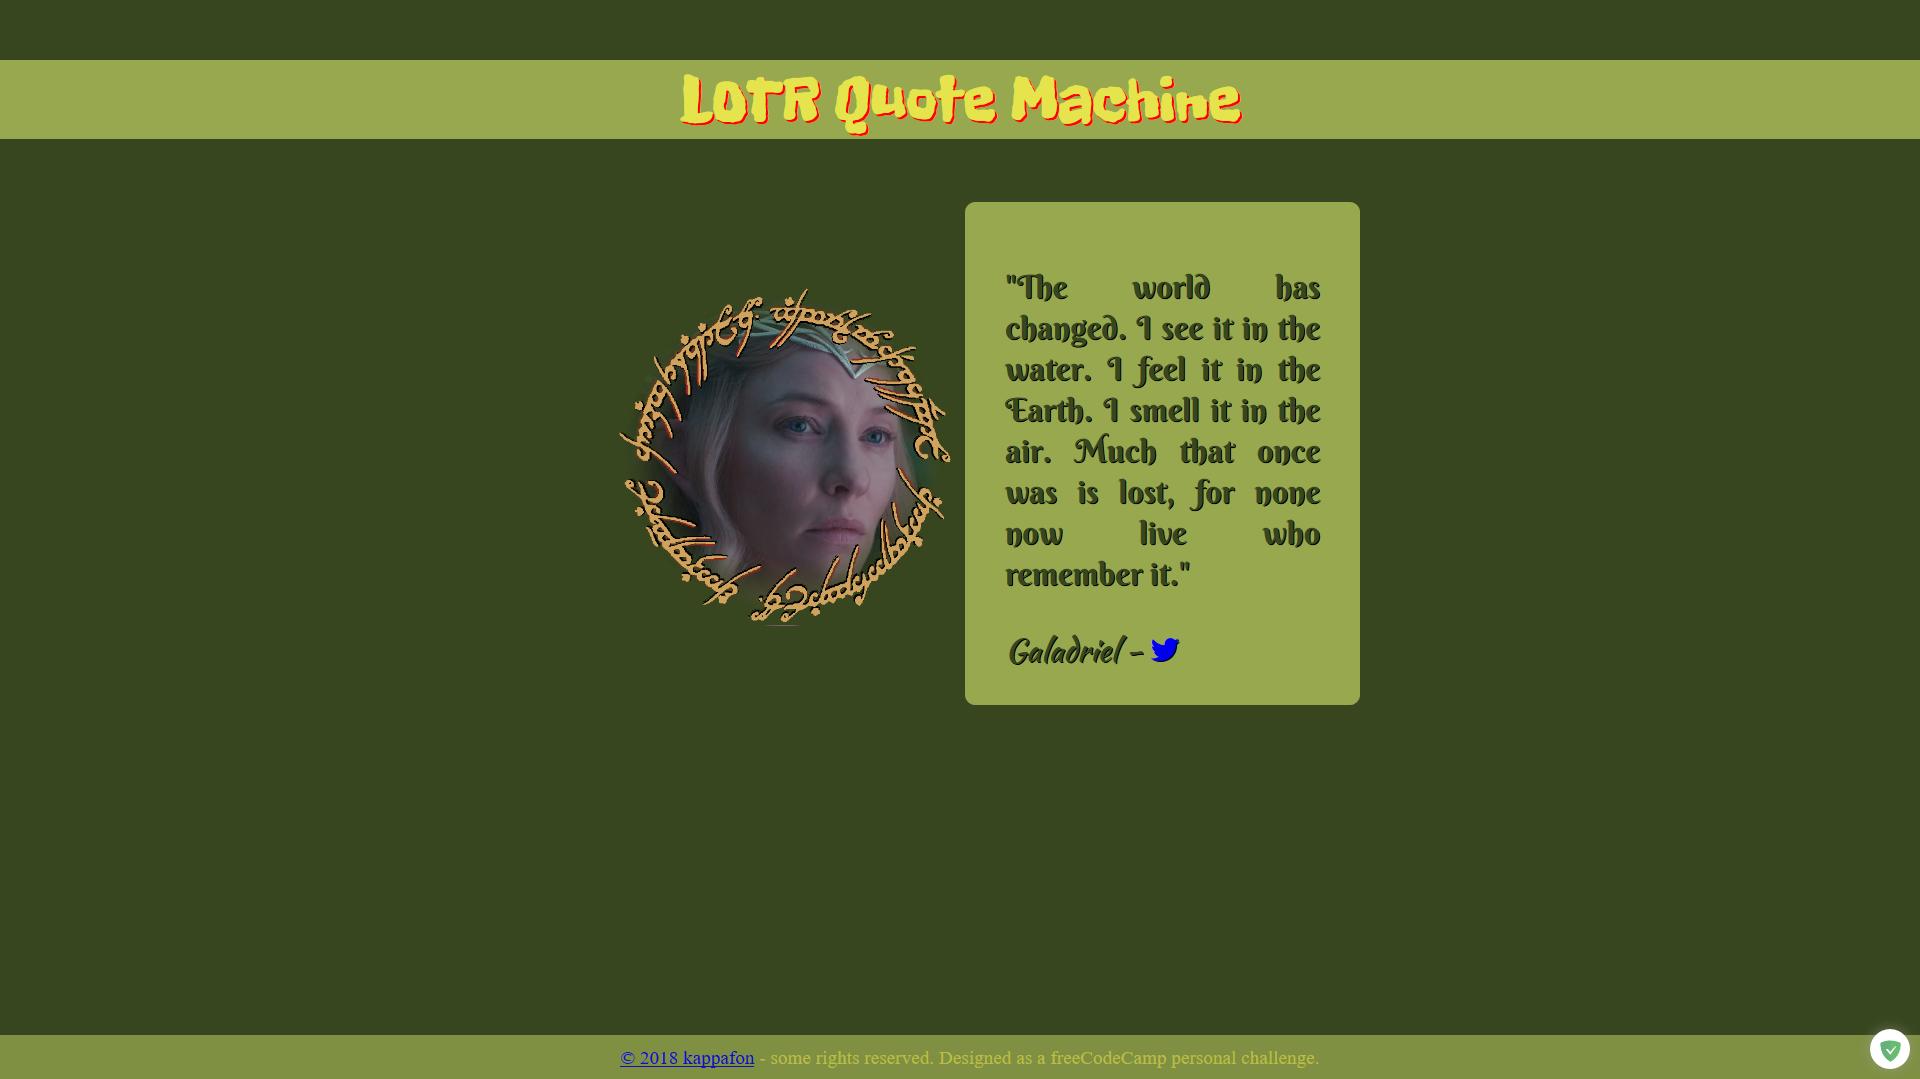 LOTR Quote Machine
"The world has
changed. I see it in the
water. I feel it in the
Earth. I smell it in the
air. Much that once
was is lost, for none
now live who
remember it."
Galadriel -
© 2018 kappafon - some rights reserved. Designed as a freeCodeCamp personal challenge.